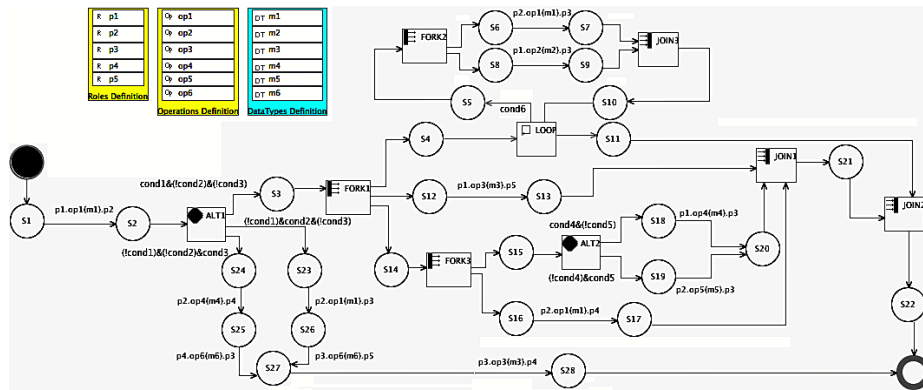 R p1
R p2
R p3
R p4
R p5
Roles Definition
Op op1
Op op2
Op op3
Op op4
Op op5
Op op6
Operations Definition
DT m1
DT m2
DT m3
DT m4
DT m5
DT m6
DataTypes Definition
FORK2
S6
p2.op1{m1}.p3
S7
S8
p1.op2{m2}.p3
S9
JOIN3
S5
cond6
S10
S4
LOOP
S11
S1
p1.op1{m1}.p2
S2
ALT1
cond1&(!cond2)&(!cond3)
S3
FORK1
(!cond1)&cond2&(!cond3)
(!cond1)&(!cond2)&cond3
S12
p1.op3{m3}.p5
S13
JOIN1
S21
JOIN2
S14
FORK3
S15
ALT2
cond4&(!cond5)
S18
p1.op4{m4}.p3
(!cond4)&cond5
S19
p2.op5{m5}.p3
S20
S16
p2.op1{m1}.p4
S17
S24
S23
p2.op4{m4}.p4
p2.op1{m1}.p3
S25
S26
p4.op6{m6}.p3
p3.op6{m6}.p5
S27
p3.op3{m3}.p4
S28
S22